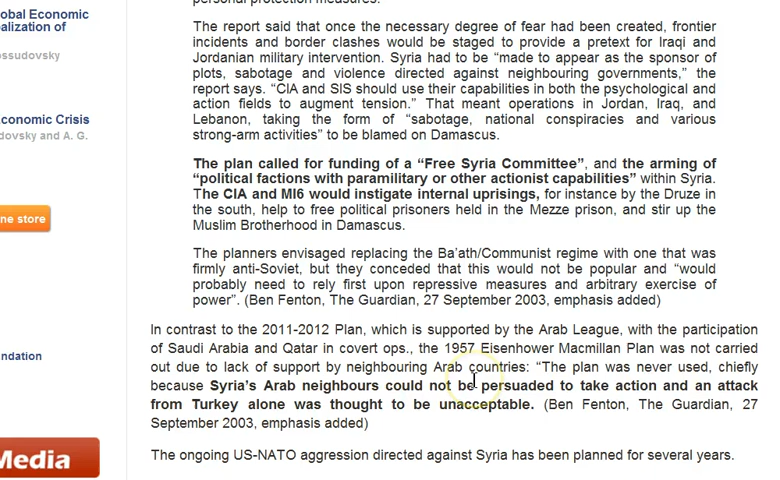 lobal Economic
ealization of
ossudovsky
conomic Crisis
dovsky and A. G.
ne store
ndation
Media
The report said that once the necessary degree of fear had been created, frontier
incidents and border clashes would be staged to provide a pretext for Iraqi and
Jordanian military intervention. Syria had to be “made to appear as the sponsor of
plots, sabotage and violence directed against neighbouring governments,” the
report says. “CIA and SIS should use their capabilities in both the psychological and
action fields to augment tension.” That meant operations in Jordan, Iraq, and
Lebanon, taking the form of “sabotage, national conspiracies and various
strong-arm activities” to be blamed on Damascus.
The plan called for funding of a “Free Syria Committee”, and the arming of
“political factions with paramilitary or other actionist capabilities” within Syria.
The CIA and MI6 would instigate internal uprisings, for instance by the Druze in
the south, help to free political prisoners held in the Mezze prison, and stir up the
Muslim Brotherhood in Damascus.
The planners envisaged replacing the Ba’ath/Communist regime with one that was
firmly anti-Soviet, but they conceded that this would not be popular and “would
probably need to rely first upon repressive measures and arbitrary exercise of
power”. (Ben Fenton, The Guardian, 27 September 2003, emphasis added)
In contrast to the 2011-2012 Plan, which is supported by the Arab League, with the participation
of Saudi Arabia and Qatar in covert ops., the 1957 Eisenhower Macmillan Plan was not carried
out due to lack of support by neighbouring Arab countries: “The plan was never used, chiefly
because Syria’s Arab neighbours could not be persuaded to take action and an attack
from Turkey alone was thought to be unacceptable. (Ben Fenton, The Guardian, 27
September 2003, emphasis added)
The ongoing US-NATO aggression directed against Syria has been planned for several years.